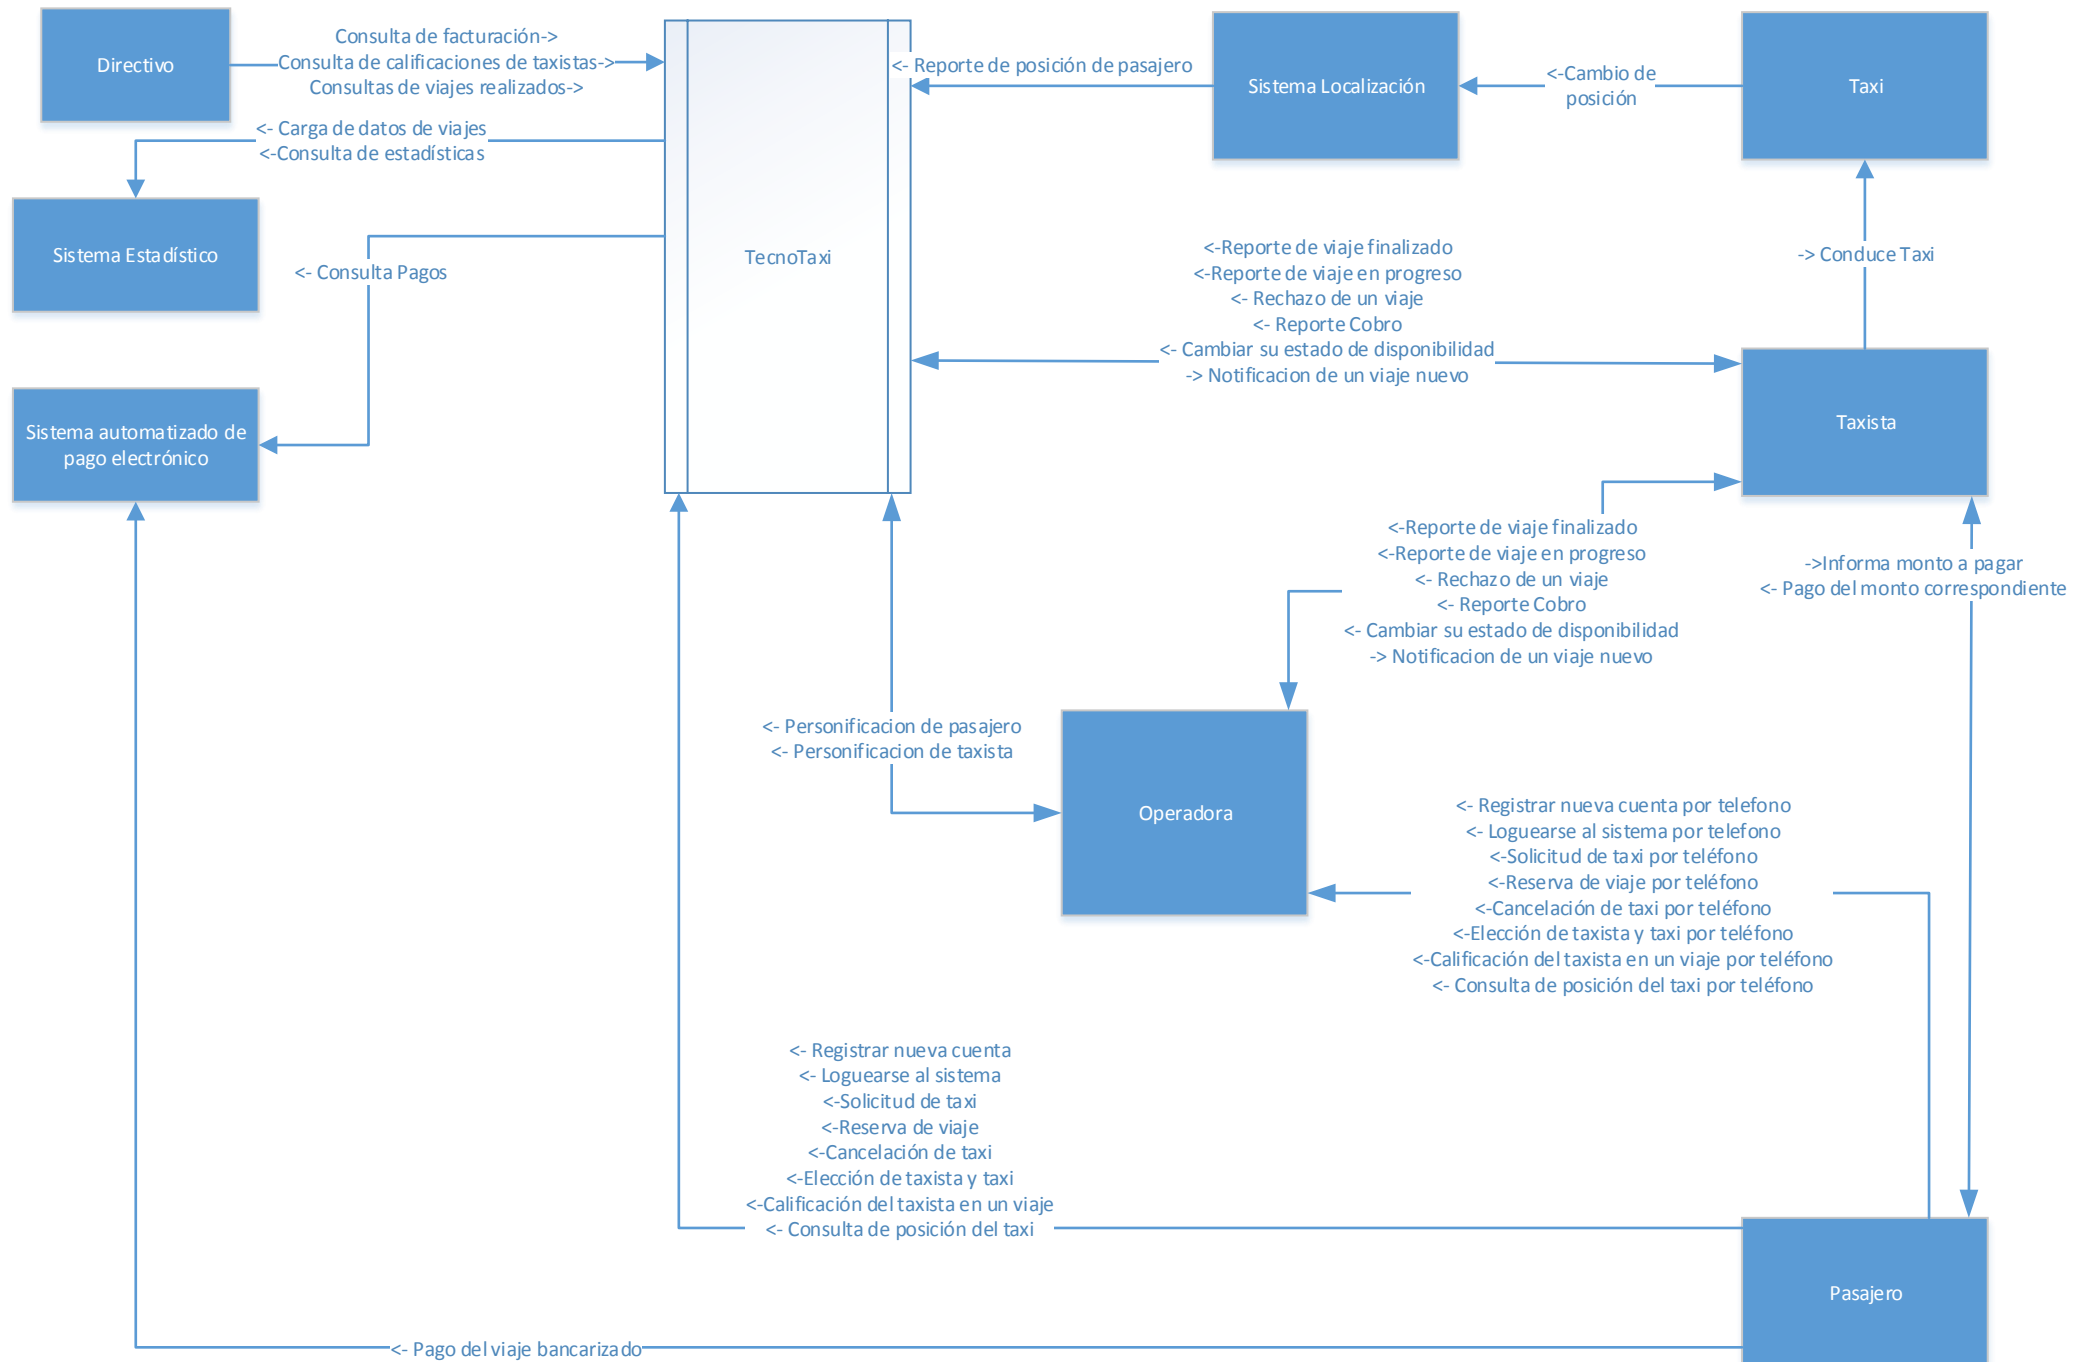 Directivo
Consulta de facturación->
Consulta de calificaciones de taxistas->
Consultas de viajes realizados->
<- Carga de datos de viajes
<-Consulta de estadísticas
Sistema Estadístico
<- Consulta Pagos
Sistema automatizado de
pago electrónico
TecnoTaxi
<- Reporte de posición de pasajero
Sistema Localización
<-Cambio de
posición
Taxi
-> Conduce Taxi
<-Reporte de viaje finalizado
<-Reporte de viaje en progreso
<- Rechazo de un viaje
<- Reporte Cobro
<- Cambiar su estado de disponibilidad
-> Notificacion de un viaje nuevo
Taxista
<-Reporte de viaje finalizado
<-Reporte de viaje en progreso
<- Rechazo de un viaje
<- Reporte Cobro
<- Cambiar su estado de disponibilidad
-> Notificacion de un viaje nuevo
->Informa monto a pagar
<- Pago del monto correspondiente
<- Personificacion de pasajero
<- Personificacion de taxista
Operadora
<- Registrar nueva cuenta por telefono
<- Loguearse al sistema por telefono
<-Solicitud de taxi por teléfono
<-Reserva de viaje por teléfono
<-Cancelación de taxi por teléfono
<-Elección de taxista y taxi por teléfono
<-Calificación del taxista en un viaje por teléfono
<- Consulta de posición del taxi por teléfono
<- Registrar nueva cuenta
<- Loguearse al sistema
<-Solicitud de taxi
<-Reserva de viaje
<-Cancelación de taxi
<-Elección de taxista y taxi
<-Calificación del taxista en un viaje
<- Consulta de posición del taxi
Pasajero
<- Pago del viaje bancarizado